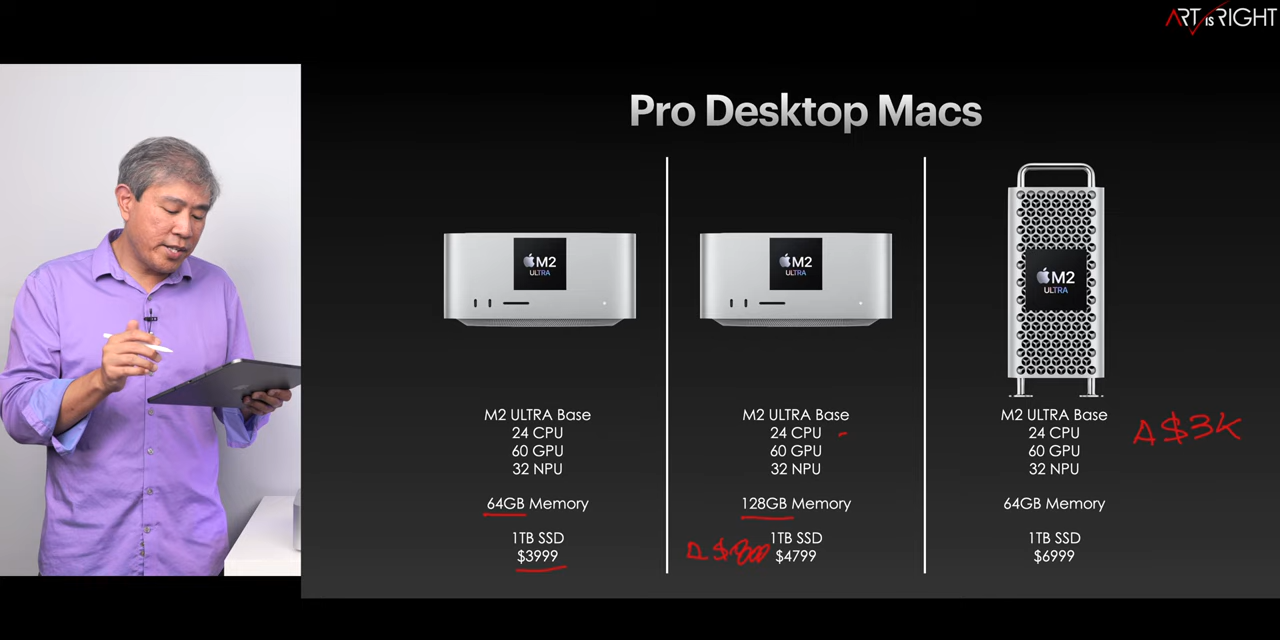 ART IS RIGHT
Pro Desktop Macs
M2
ULTRA
M2
ULTRA
M2
ULTRA
M2 ULTRA Base
24 CPU
60 GPU
32 NPU
64GB Memory
1TB SSD
$3999
M2 ULTRA Base
24 CPU
60 GPU
32 NPU
128GB Memory
1TB SSD
$4799
Δ $800
M2 ULTRA Base
24 CPU
60 GPU
32 NPU
64GB Memory
1TB SSD
$6999
Δ $3K